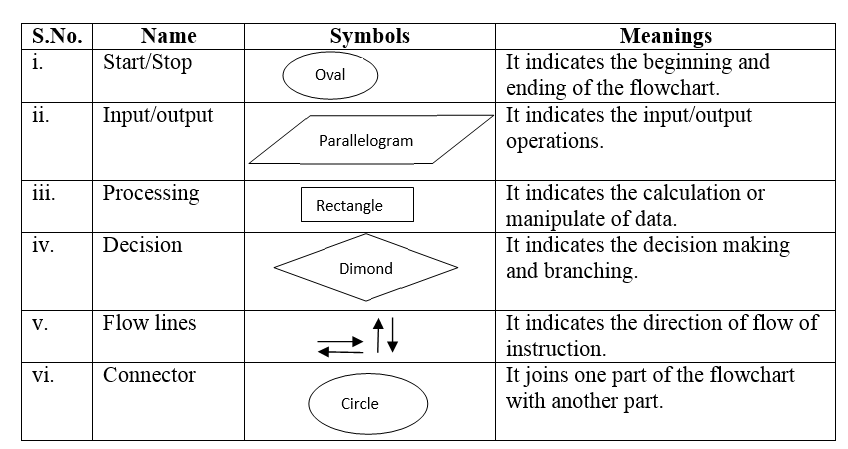 S.No. Name Symbols Meanings
i. Start/Stop Oval It indicates the beginning and
ending of the flowchart.
ii. Input/output Parallelogram It indicates the input/output
operations.
iii. Processing Rectangle It indicates the calculation or
manipulate of data.
iv. Decision Dimond It indicates the decision making
and branching.
v. Flow lines It indicates the direction of flow of
instruction.
vi. Connector Circle It joins one part of the flowchart
with another part.